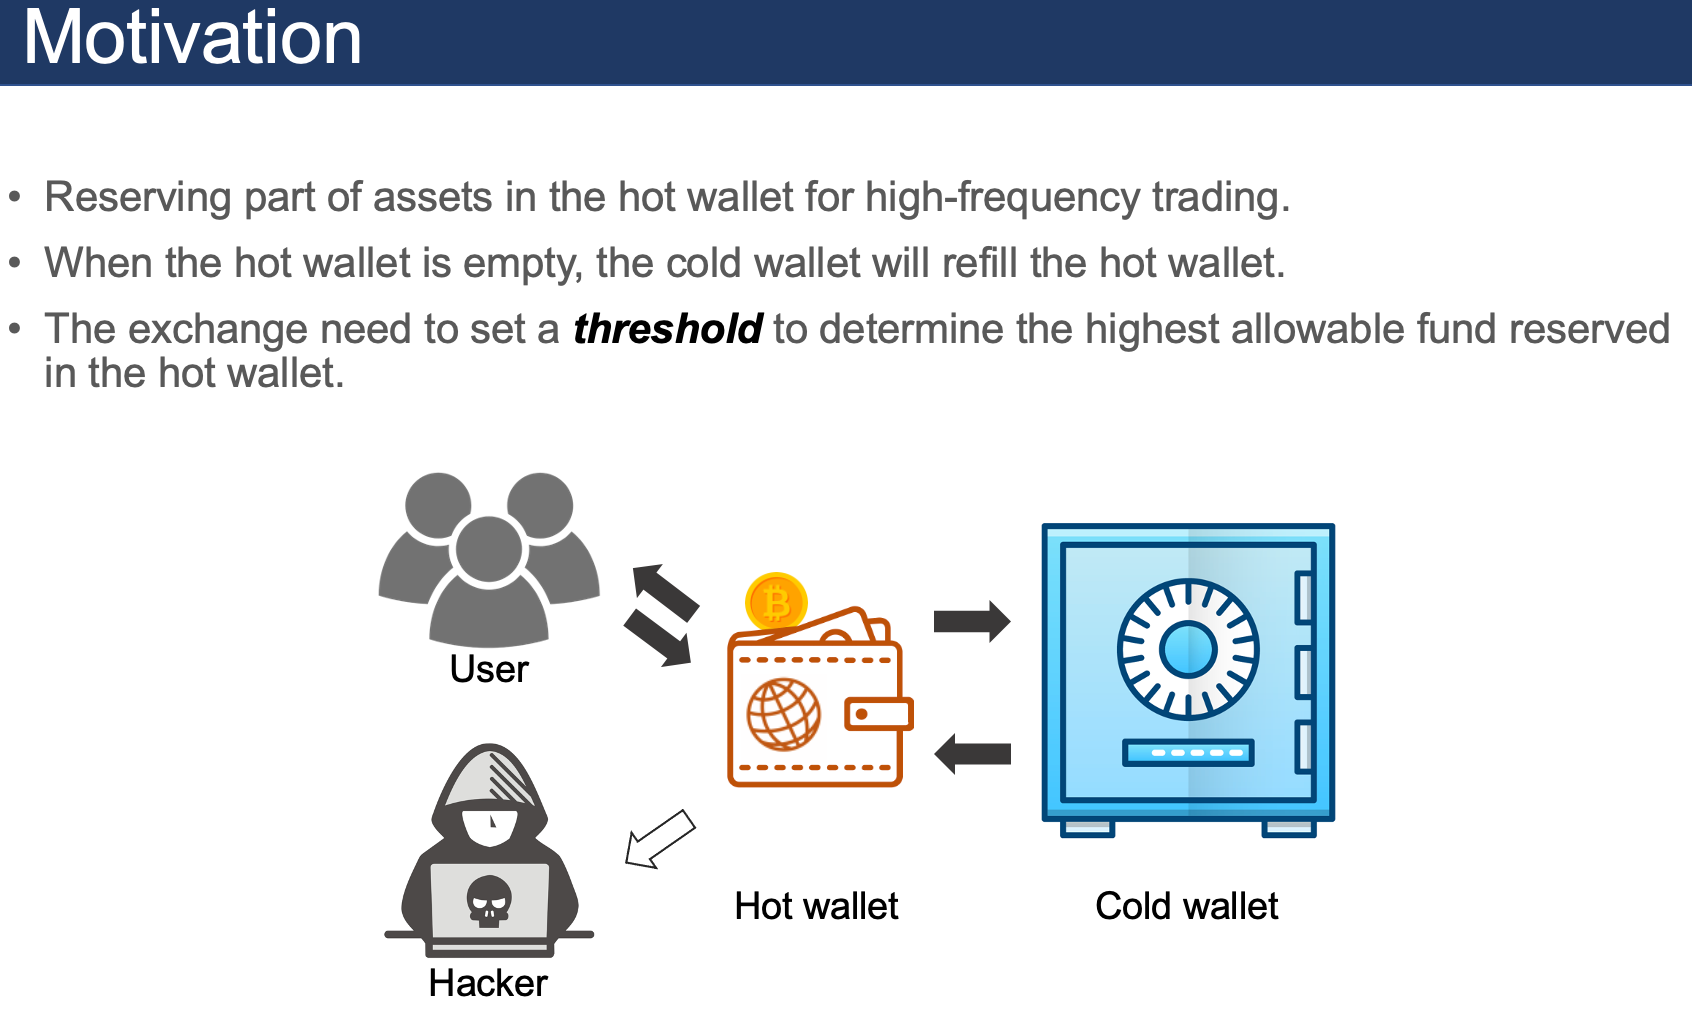 Motivation
• Reserving part of assets in the hot wallet for high-frequency trading.
• When the hot wallet is empty, the cold wallet will refill the hot wallet.
• The exchange need to set a threshold to determine the highest allowable fund reserved
in the hot wallet.
User
Hacker
Hot wallet
Cold wallet